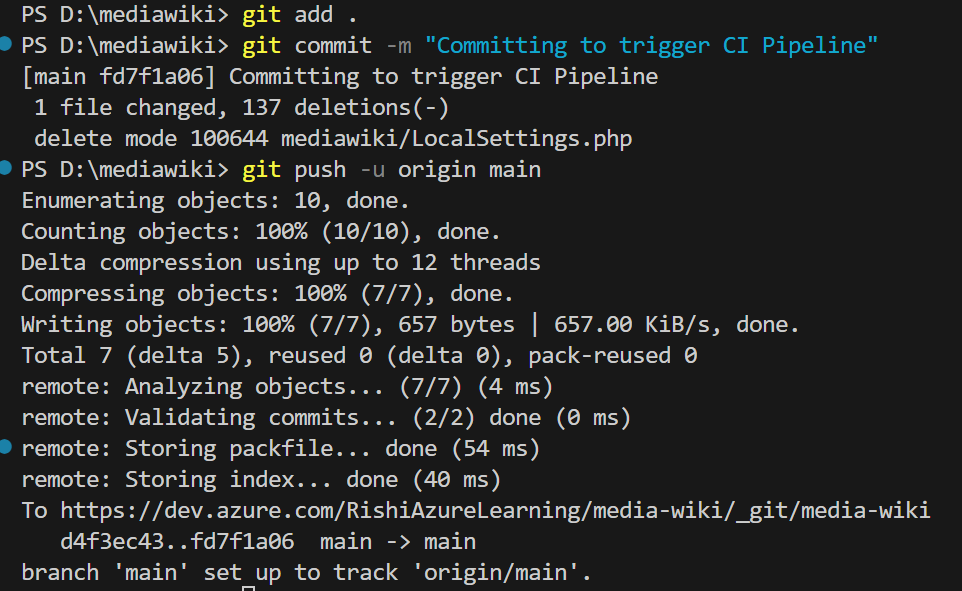 PS D:\mediawiki> git add .
PS D:\mediawiki> git commit -m "Committing to trigger CI Pipeline"
[main fd7f1a06] Committing to trigger CI Pipeline
 1 file changed, 137 deletions(-)
 delete mode 100644 mediawiki/LocalSettings.php
PS D:\mediawiki> git push -u origin main
Enumerating objects: 10, done.
Counting objects: 100% (10/10), done.
Delta compression using up to 12 threads
Compressing objects: 100% (7/7), done.
Writing objects: 100% (7/7), 657 bytes | 657.00 KiB/s, done.
Total 7 (delta 5), reused 0 (delta 0), pack-reused 0
remote: Analyzing objects... (7/7) (4 ms)
remote: Validating commits... (2/2) done (0 ms)
remote: Storing packfile... done (54 ms)
remote: Storing index... done (40 ms)
To https://dev.azure.com/RishiAzureLearning/media-wiki/_git/media-wiki
   d4f3ec43..fd7f1a06  main -> main
branch 'main' set up to track 'origin/main'.